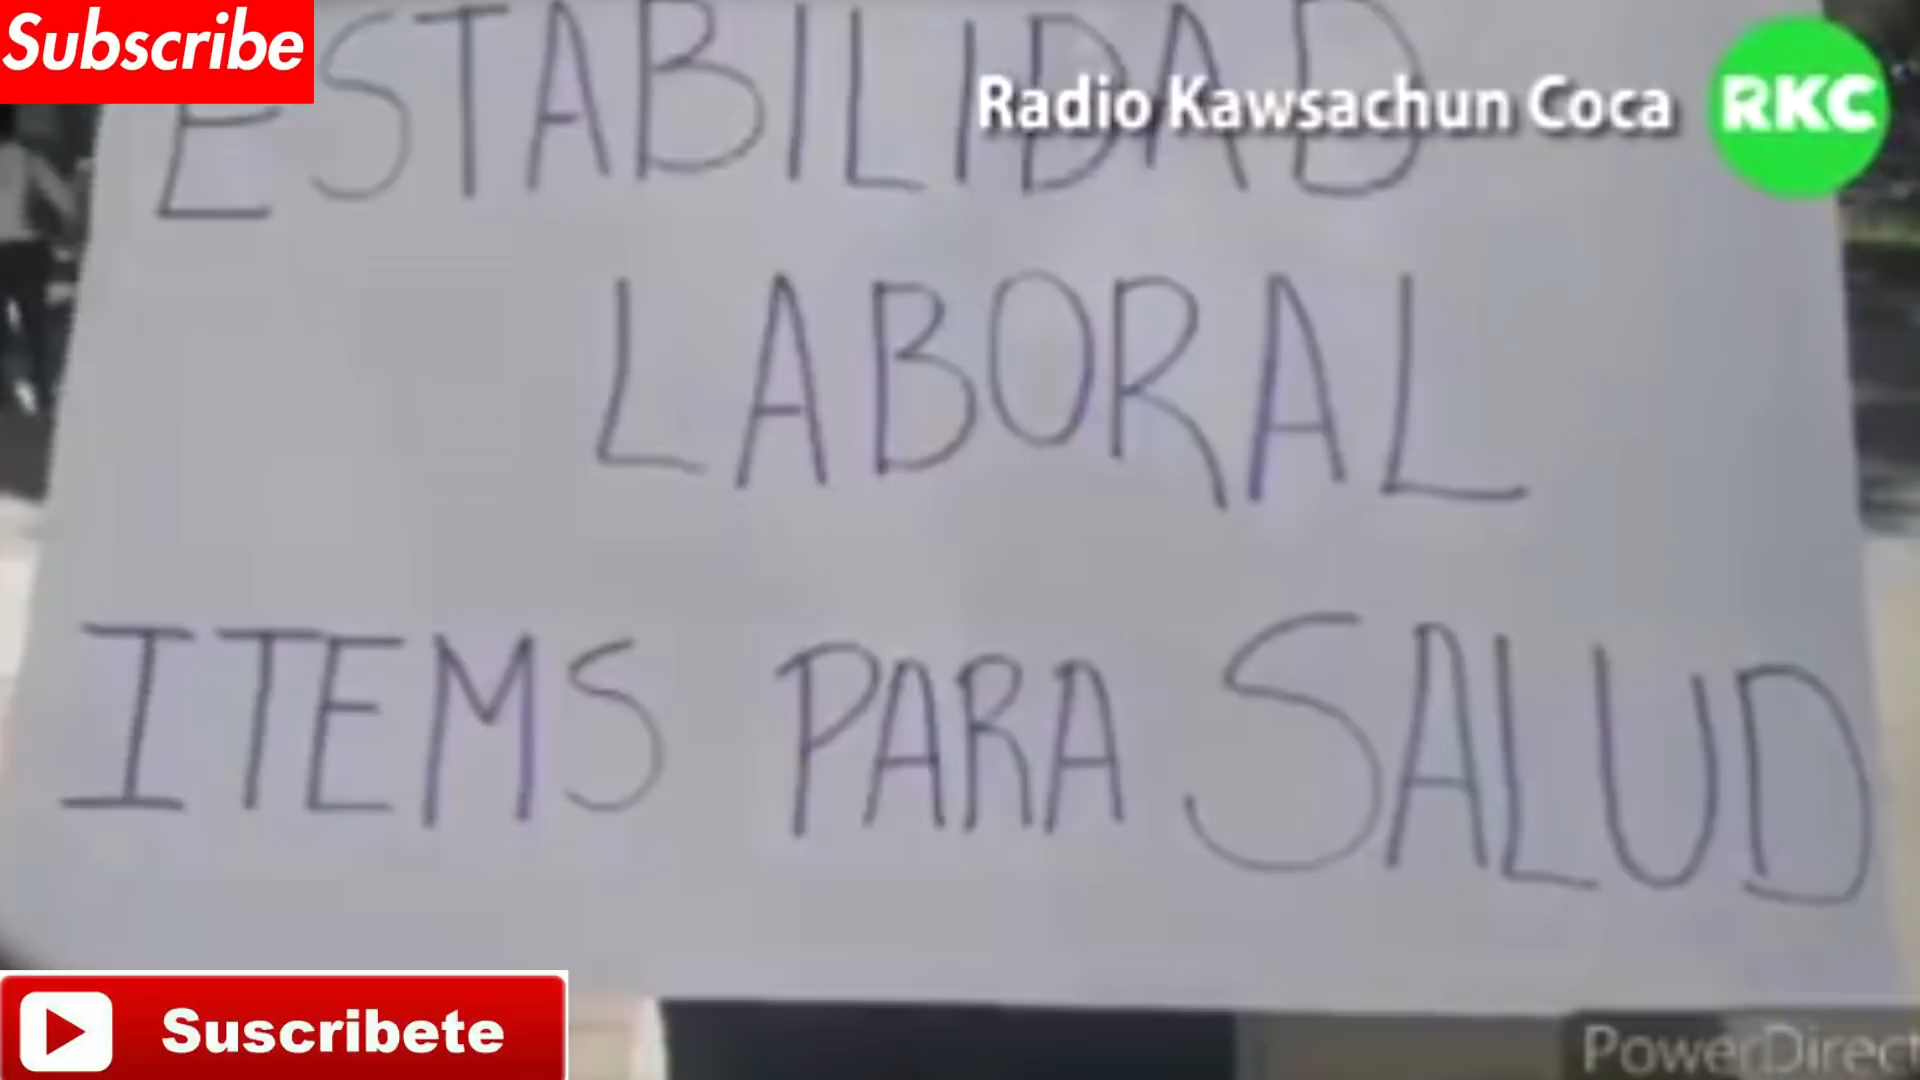 Subscribe
ESTABILIDAD
Radio Kawsachun Coca
RKC
LABORAL
ITEMS PARA SALUD
Suscribete
PowerDirect